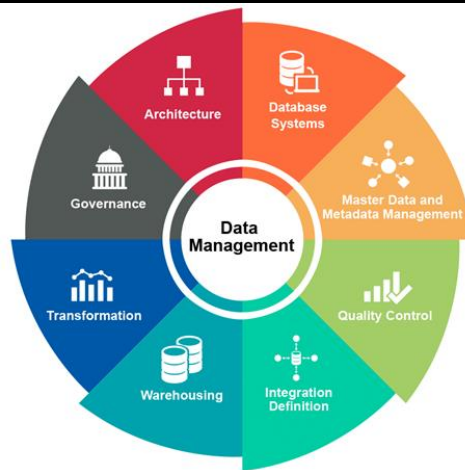 Architecture
Database
Systems
Master Data and
Metadata Management
Quality Control
Integration
Definition
Warehousing
Transformation
Governance
Data
Management